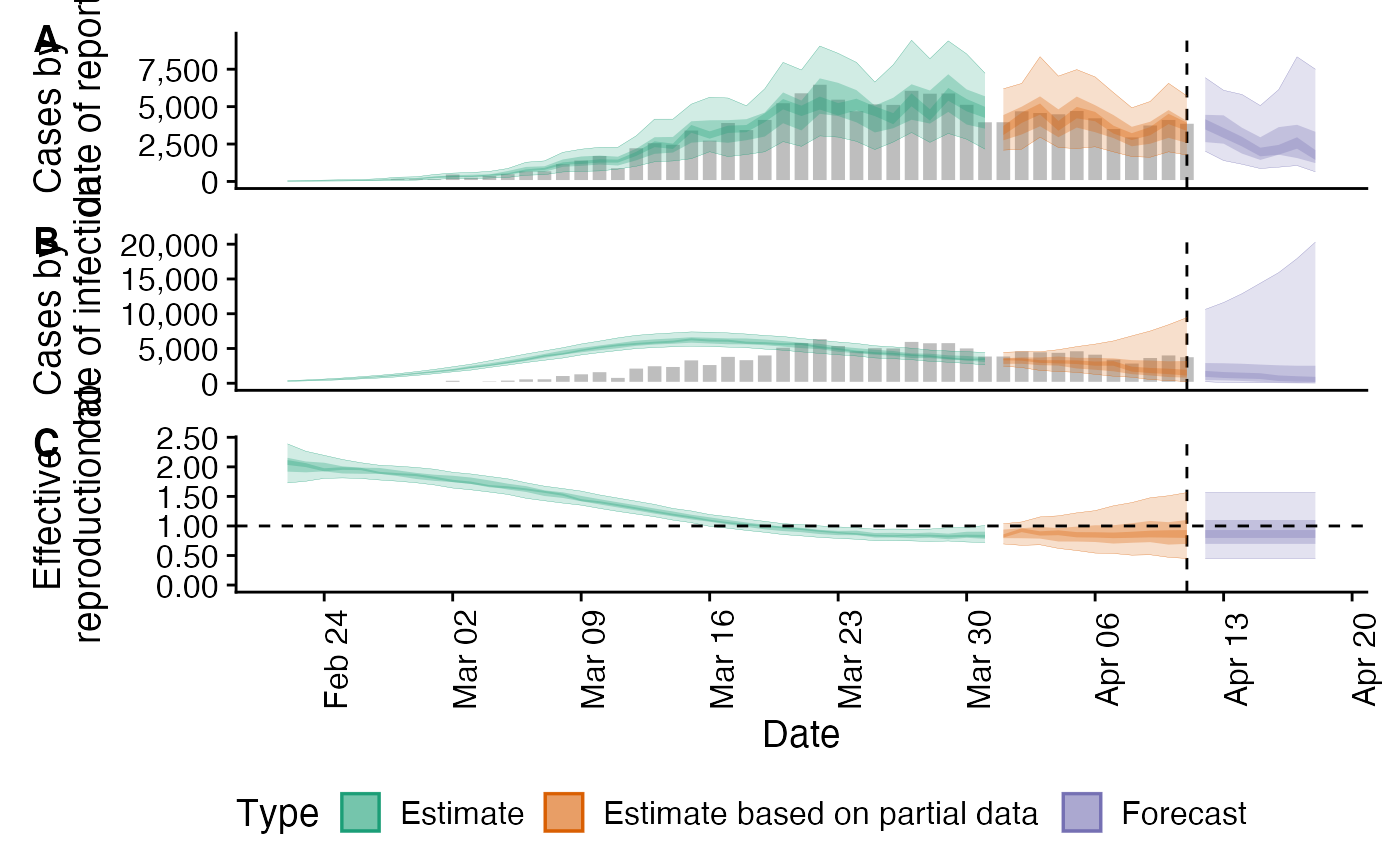 A
Cases by
date of report
7,500
5,000
2,500
0
B
Cases by
date of infection
20,000
15,000
10,000
5,000
0
C
Effective
reproduction
2.50
2.00
1.50
1.00
0.50
0.00
Feb 24
Mar 02
Mar 09
Mar 16
Mar 23
Mar 30
Apr 06
Apr 13
Apr 20
Date
Type Estimate Estimate based on partial data Forecast